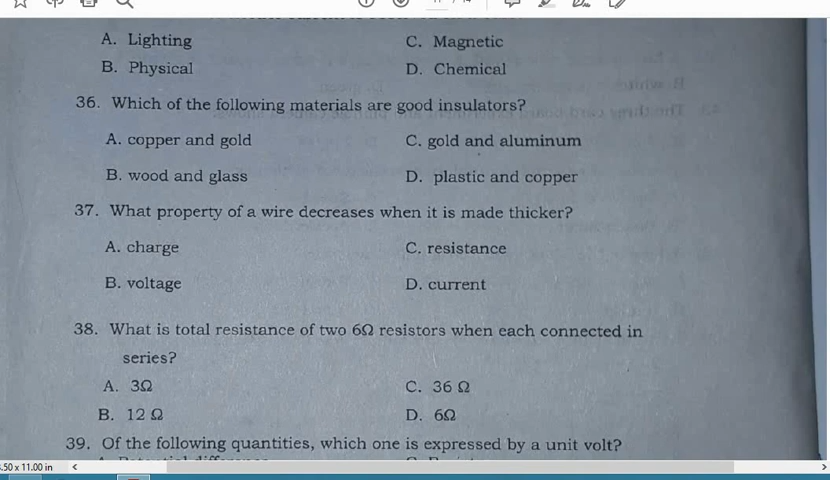 A. Lighting
C. Magnetic
B. Physical
D. Chemical
36. Which of the following materials are good insulators?
A. copper and gold
C. gold and aluminum
B. wood and glass
D. plastic and copper
37. What property of a wire decreases when it is made thicker?
A. charge
C. resistance
B. voltage
D. current
38. What is total resistance of two 6Ω resistors when each connected in
series?
A. 3Ω
C. 36 Ω
B. 12 Ω
D. 6Ω
39. Of the following quantities, which one is expressed by a unit volt?
.50 x 11.00 in